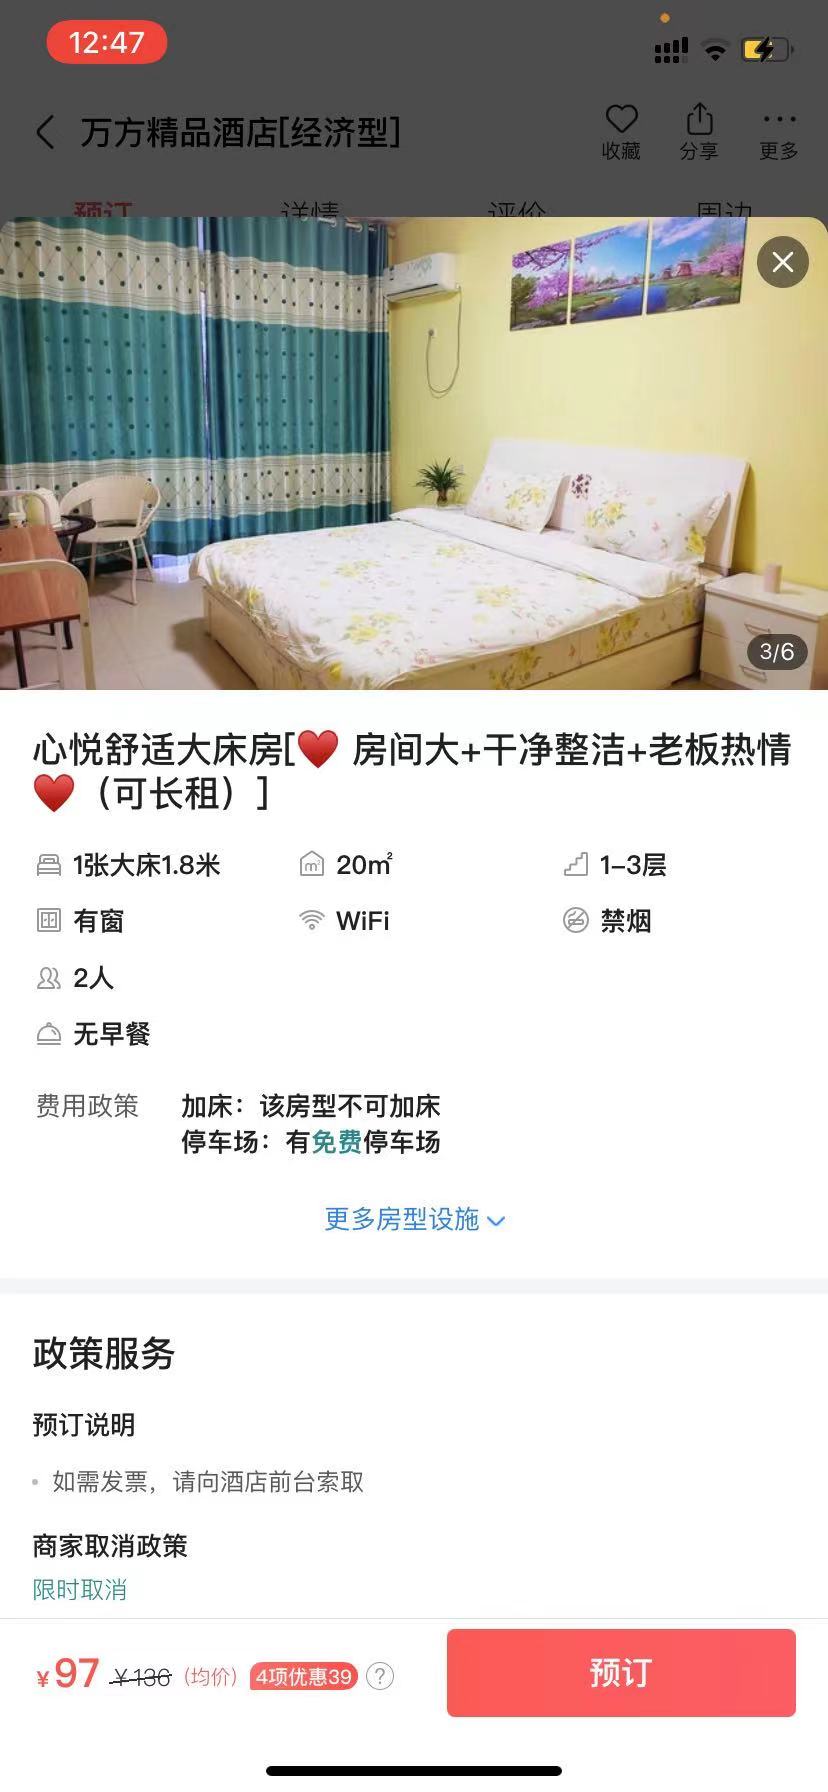 12:47
万方精品酒店[经济型]
收藏
分享
更多
预订
详情
评价
周边
3/6
心悦舒适大床房[♥️ 房间大+干净整洁+老板热情
♥️（可长租）]
1张大床1.8米
20㎡
1-3层
有窗
WiFi
禁烟
2人
无早餐
费用政策
加床：该房型不可加床
停车场：有免费停车场
更多房型设施
政策服务
预订说明
如需发票，请向酒店前台索取
商家取消政策
限时取消
¥97 ¥136 (均价) 4项优惠39 ?
预订